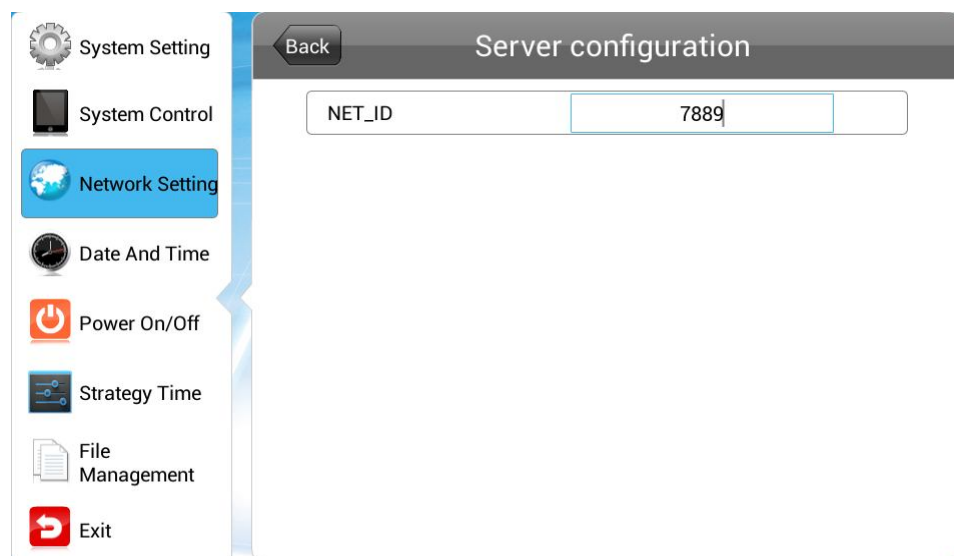 System Setting
System Control
Network Setting
Date And Time
Power On/Off
Strategy Time
File
Management
Exit
Back
Server configuration
NET_ID
7889